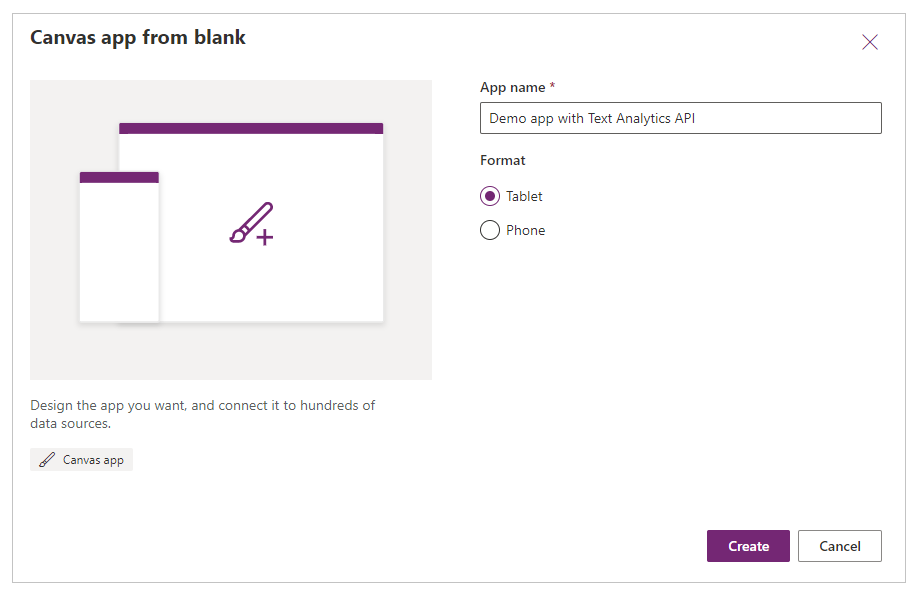 Canvas app from blank
App name *
Demo app with Text Analytics API
Format
Tablet
Phone
Design the app you want, and connect it to hundreds of
data sources.
Canvas app
Create
Cancel